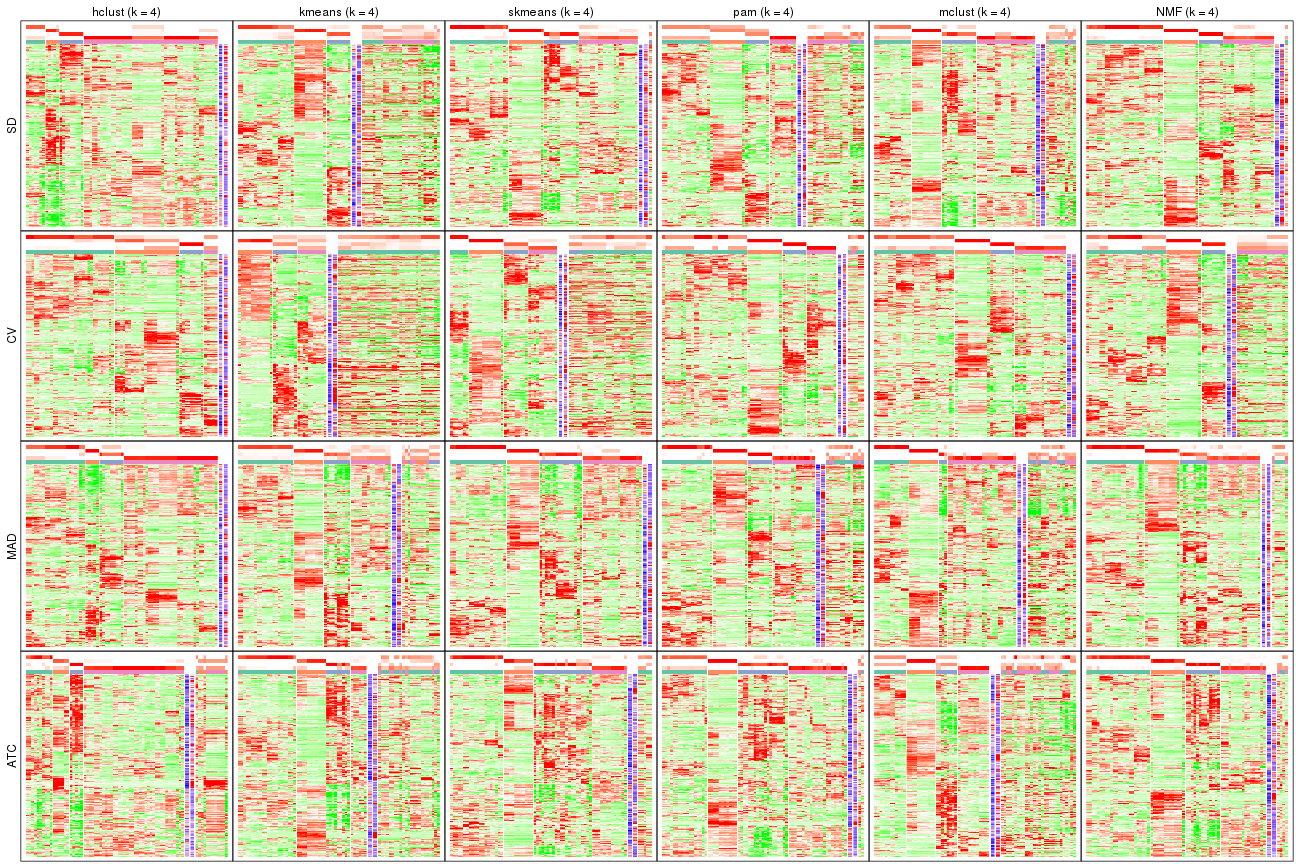 hclust (k = 4) kmeans (k = 4) skmeans (k = 4) pam (k = 4) mclust (k = 4) NMF (k = 4)
SD
CV
MAD
ATC